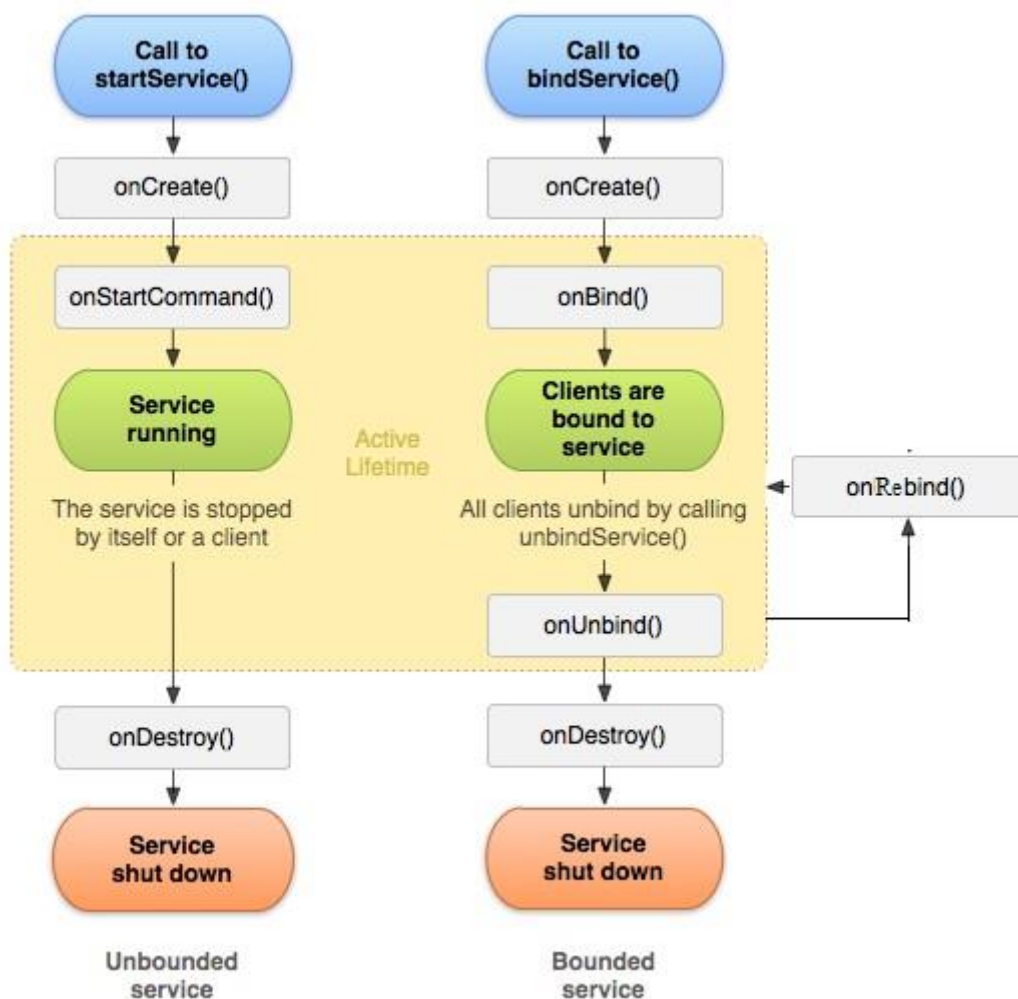 Call to
startService()
onCreate()
onStartCommand()
Service
running
The service is stopped
by itself or a client
onDestroy()
Service
shut down
Unbounded
service
Active
Lifetime
Call to
bindService()
onCreate()
onBind()
Clients are
bound to
service
All clients unbind by calling
unbindService()
onUnbind()
onRebind()
onDestroy()
Service
shut down
Bounded
service